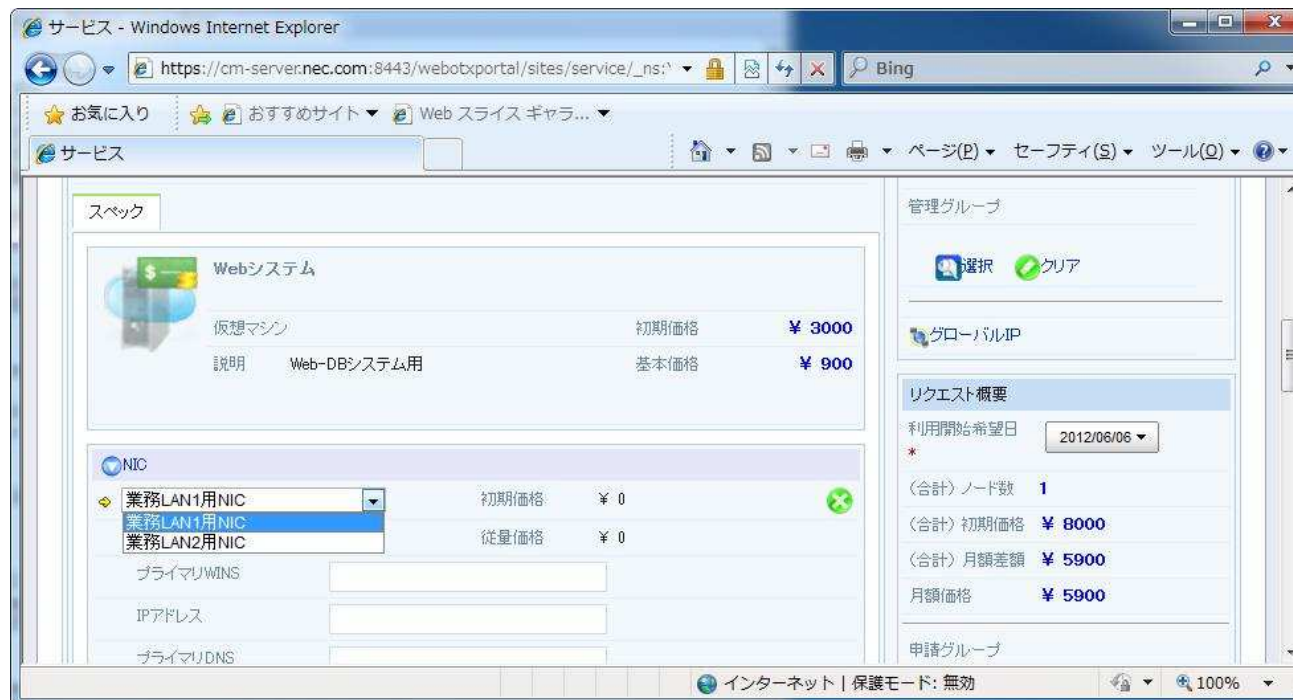 サービス - Windows Internet Explorer
https://cm-server.nec.com:8443/webotxportal/sites/service/_ns:
Bing
お気に入り
おすすめサイト
Web スライス ギャラ...
サービス
ページ(P)
セーフティ(S)
ツール(O)
スペック
Webシステム
仮想マシン 初期価格 ¥ 3000
説明 Web-DBシステム用 基本価格 ¥ 900
NIC
業務LAN1用NIC 初期価格 ¥ 0
業務LAN1用NIC
業務LAN2用NIC 従量価格 ¥ 0
プライマリWINS
IPアドレス
プライマリDNS
管理グループ
選択 クリア
グローバルIP
リクエスト概要
利用開始希望日 2012/06/06
*
(合計) ノード数 1
(合計) 初期価格 ¥ 8000
(合計) 月額差額 ¥ 5900
月額価格 ¥ 5900
申請グループ
インターネット | 保護モード: 無効
100%